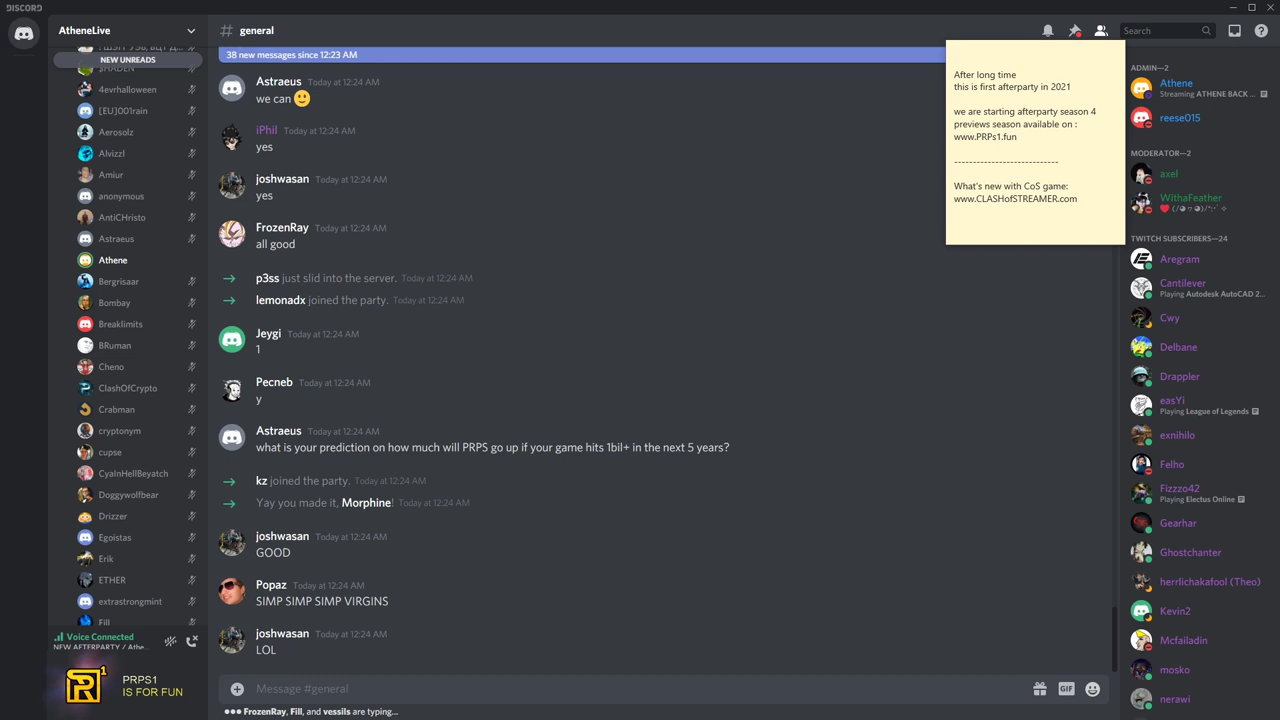 DISCORD
AtheneLive
general
Search
NEW UNREADS
4evrhalloween
[EU]001rain
Aerosolz
Alvizzl
Amiur
anonymous
AntiCHristo
Astraeus
Athene
Bergrisaar
Bombay
Breaklimits
BRuman
Cheno
ClashOfCrypto
Crabman
cryptonym
cupse
CyaInHellBeyatch
Doggywolfbear
Drizzer
Egoistas
Erik
ETHER
extrastrongmint
Fill
Voice Connected
NEW AFTERPARTY / Athe...
PRPS1
IS FOR FUN
38 new messages since 12:23 AM
Astraeus Today at 12:24 AM
we can 🙂
iPhil Today at 12:24 AM
yes
joshwasan Today at 12:24 AM
yes
FrozenRay Today at 12:24 AM
all good
p3ss just slid into the server. Today at 12:24 AM
lemonadx joined the party. Today at 12:24 AM
Jeygi Today at 12:24 AM
1
Pecneb Today at 12:24 AM
y
Astraeus Today at 12:24 AM
what is your prediction on how much will PRPS go up if your game hits 1bil+ in the next 5 years?
kz joined the party. Today at 12:24 AM
Yay you made it, Morphine! Today at 12:24 AM
joshwasan Today at 12:24 AM
GOOD
Popaz Today at 12:24 AM
SIMP SIMP SIMP VIRGINS
joshwasan Today at 12:24 AM
LOL
Message #general
GIF
FrozenRay, Fill, and vessils are typing...
After long time
this is first afterparty in 2021
we are starting afterparty season 4
previews season available on :
www.PRPs1.fun
----------------------------
What's new with CoS game:
www.CLASHofSTREAMER.com
ADMIN—2
Athene
Streaming ATHENE BACK ...
reese015
MODERATOR—2
axel
WithaFeather
TWITCH SUBSCRIBERS—24
Aregram
Cantilever
Playing Autodesk AutoCAD 2...
Cwy
Delbane
Drappler
easYi
Playing League of Legends
exnihilo
Felho
Fizzzo42
Playing Electus Online
Gearhar
Ghostchanter
herrlichakafool (Theo)
Kevin2
Mcfailadin
mosko
nerawi